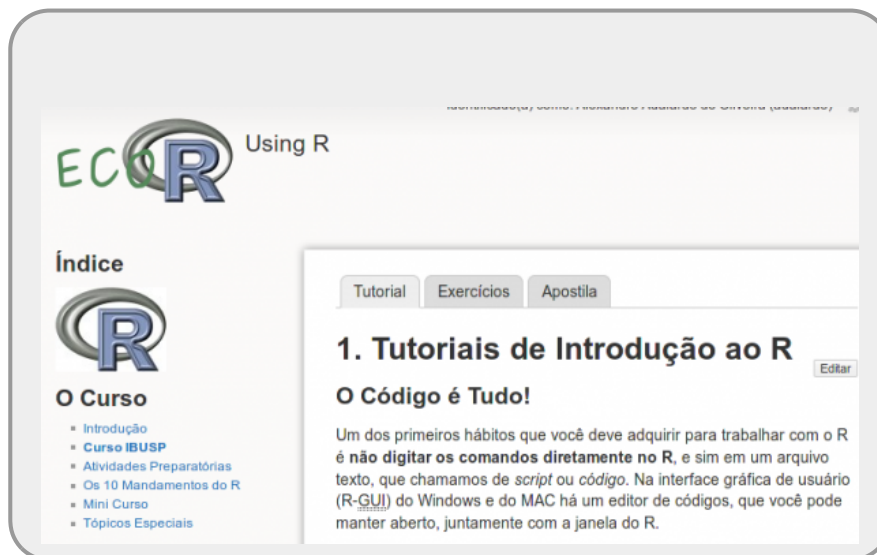 ECO R
Using R
Índice
R
O Curso
Introdução
Curso IBUSP
Atividades Preparatórias
Os 10 Mandamentos do R
Mini Curso
Tópicos Especiais
Tutorial Exercícios Apostila
1. Tutoriais de Introdução ao R
Editar
O Código é Tudo!
Um dos primeiros hábitos que você deve adquirir para trabalhar com o R
é não digitar os comandos diretamente no R, e sim em um arquivo
texto, que chamamos de script ou código. Na interface gráfica de usuário
(R-GUI) do Windows e do MAC há um editor de códigos, que você pode
manter aberto, juntamente com a janela do R.